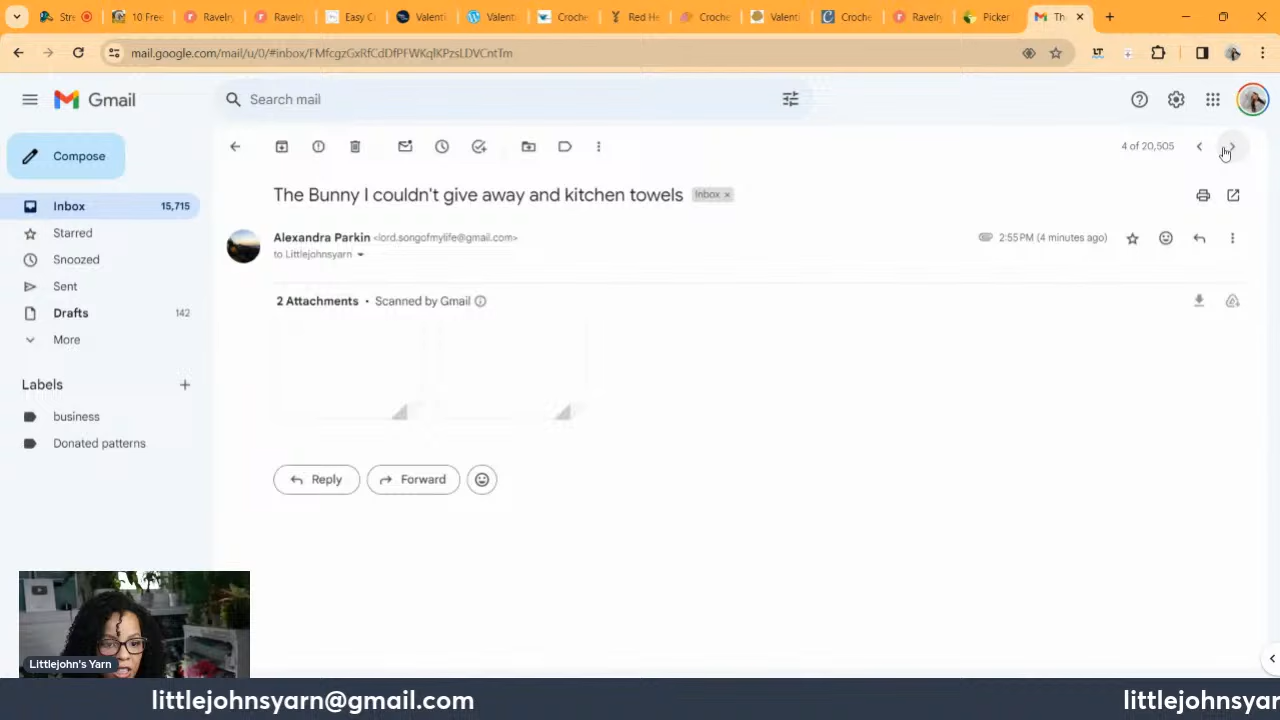 Stre
10 Free
Ravelry
Ravelry
Easy C
Valenti
Valenti
Croche
Red He
Croche
Valenti
Croche
Ravelry
Picker
Th
mail.google.com/mail/u/0/#inbox/FMfcgzGxRfCdDfPFWKqlKPzsLDVCntTm
Gmail
Search mail
Compose
4 of 20,505
Inbox 15,715
Starred
Snoozed
Sent
Drafts 142
More
Labels
business
Donated patterns
The Bunny I couldn't give away and kitchen towels Inbox ×
Alexandra Parkin <lord.songofmylife@gmail.com>
2:55 PM (4 minutes ago)
to Littlejohnsyarn
2 Attachments • Scanned by Gmail
Reply
Forward
Littlejohn's Yarn
littlejohnsyarn@gmail.com
littlejohnsyar